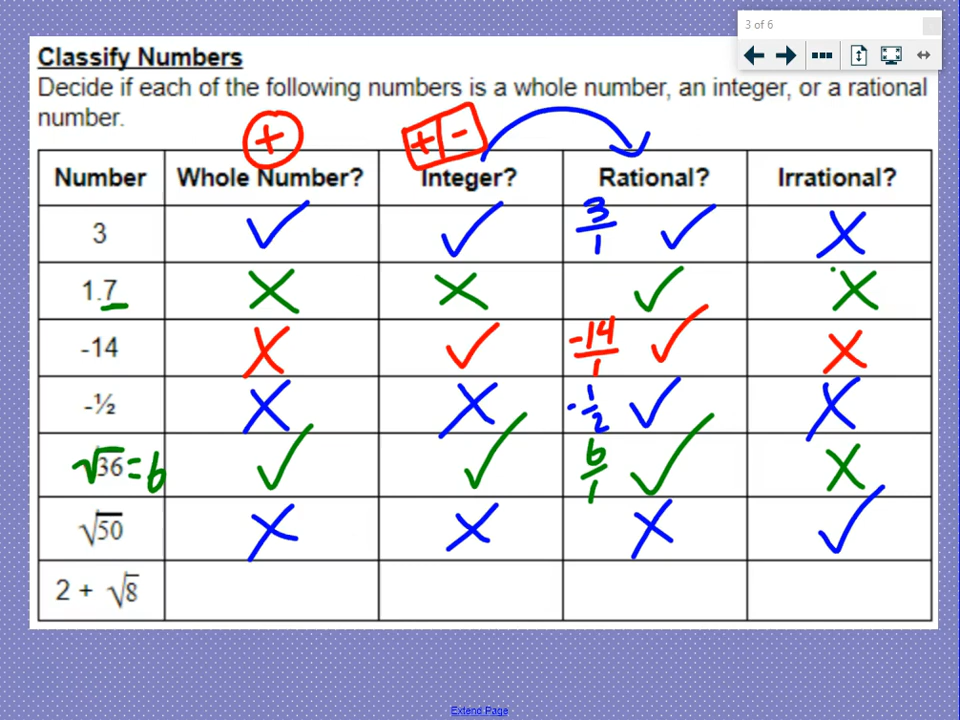 3 of 6
Classify Numbers
Decide if each of the following numbers is a whole number, an integer, or a rational
number.
+ + -
Number Whole Number? Integer? Rational? Irrational?
3 ✓ ✓ 3/1 ✓ X
1.7 X X ✓ X
-14 X ✓ -14/1 ✓ X
-½ X X -1/2 ✓ X
√36 = 6 ✓ ✓ 6/1 ✓ X
√50 X X X ✓
2 + √8
Extend Page